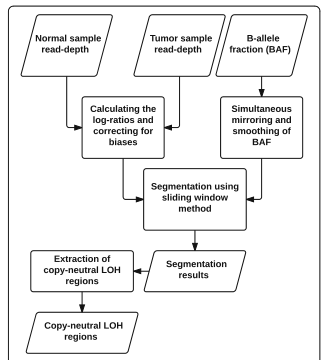 Normal sample
read-depth
Tumor sample
read-depth
B-allele
fraction (BAF)
Calculating the
log-ratios and
correcting for
biases
Simultaneous
mirroring and
smoothing of
BAF
Segmentation using
sliding window
method
Extraction of
copy-neutral LOH
regions
Segmentation
results
Copy-neutral LOH
regions